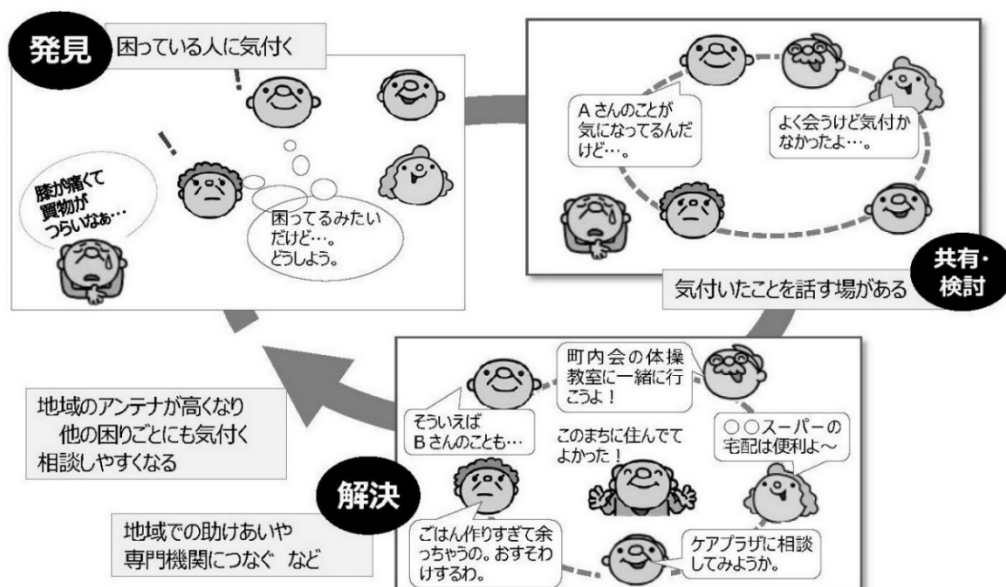 発見
困っている人に気付く
膝が痛くて
買物が
つらいなぁ…
困ってるみたい
だけど…。
どうしよう。
Aさんのことが
気になってるんだ
けど…。
よく会うけど気付か
なかったよ…。
共有・
検討
気付いたことを話す場がある
町内会の体操
教室に一緒に行
こうよ！
そういえば
Bさんのことも…
このまちに住んでて
よかった！
○○スーパーの
宅配は便利よ～
解決
ごはん作りすぎて余
っちゃうの。おすそわ
けするわ。
ケアプラザに相談
してみようか。
地域のアンテナが高くなり
他の困りごとにも気付く
相談しやすくなる
地域での助けあいや
専門機関につなぐ など